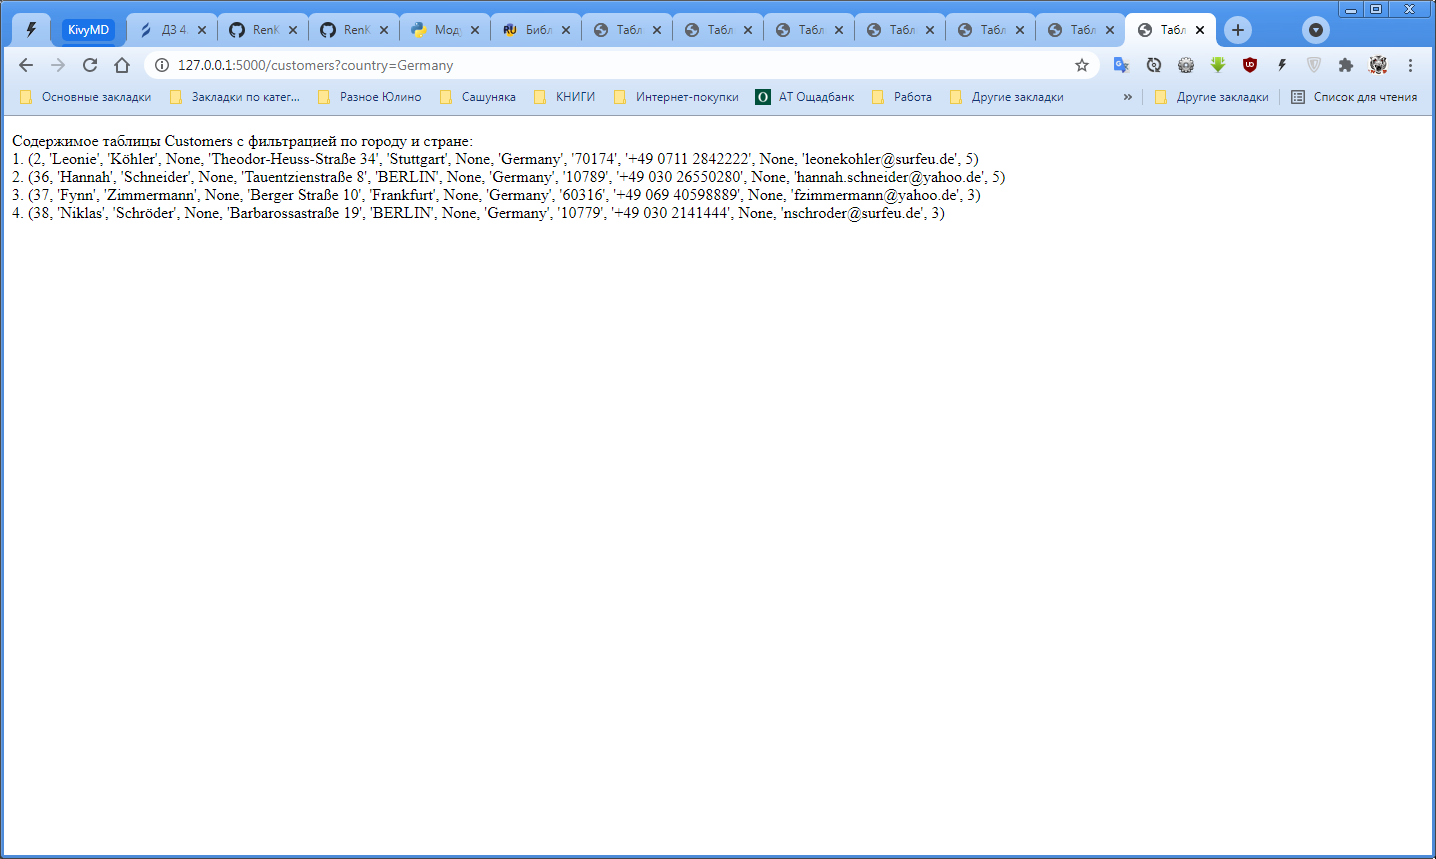 KivyMD
ДЗ 4.
RenK
RenK
Мод
RU
Библ
Табл
Табл
Табл
Табл
Табл
Табл
Табл
127.0.0.1:5000/customers?country=Germany
Основные закладки
Закладки по катег...
Разное Юлино
Сашуняка
КНИГИ
Интернет-покупки
АТ Ощадбанк
Работа
Другие закладки
»
Другие закладки
Список для чтения
Содержимое таблицы Customers с фильтрацией по городу и стране:
1. (2, 'Leonie', 'Köhler', None, 'Theodor-Heuss-Straße 34', 'Stuttgart', None, 'Germany', '70174', '+49 0711 2842222', None, 'leonekohler@surfeu.de', 5)
2. (36, 'Hannah', 'Schneider', None, 'Tauentzienstraße 8', 'BERLIN', None, 'Germany', '10789', '+49 030 26550280', None, 'hannah.schneider@yahoo.de', 5)
3. (37, 'Fynn', 'Zimmermann', None, 'Berger Straße 10', 'Frankfurt', None, 'Germany', '60316', '+49 069 40598889', None, 'fzimmermann@yahoo.de', 3)
4. (38, 'Niklas', 'Schröder', None, 'Barbarossastraße 19', 'BERLIN', None, 'Germany', '10779', '+49 030 2141444', None, 'nschroder@surfeu.de', 3)